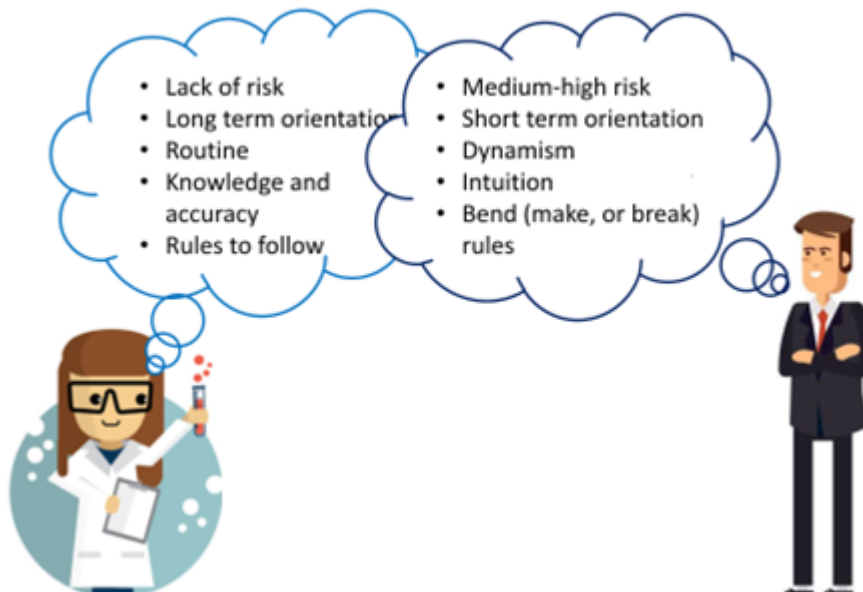 • Lack of risk
• Long term orientation
• Routine
• Knowledge and
accuracy
• Rules to follow
• Medium-high risk
• Short term orientation
• Dynamism
• Intuition
• Bend (make, or break)
rules